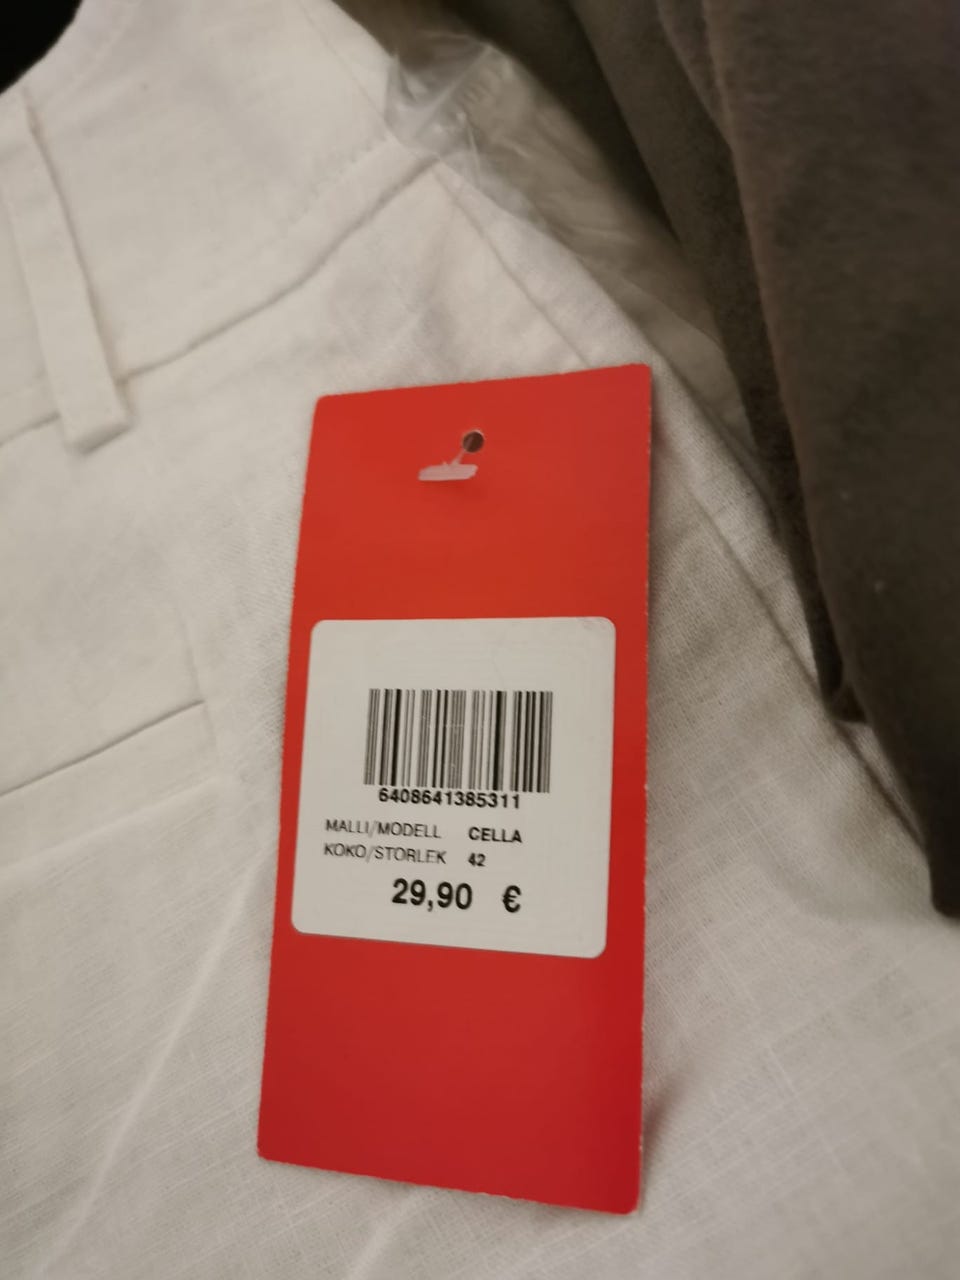 6408641385311
MALLI/MODELL CELLA
KOKO/STORLEK 42
29,90 €